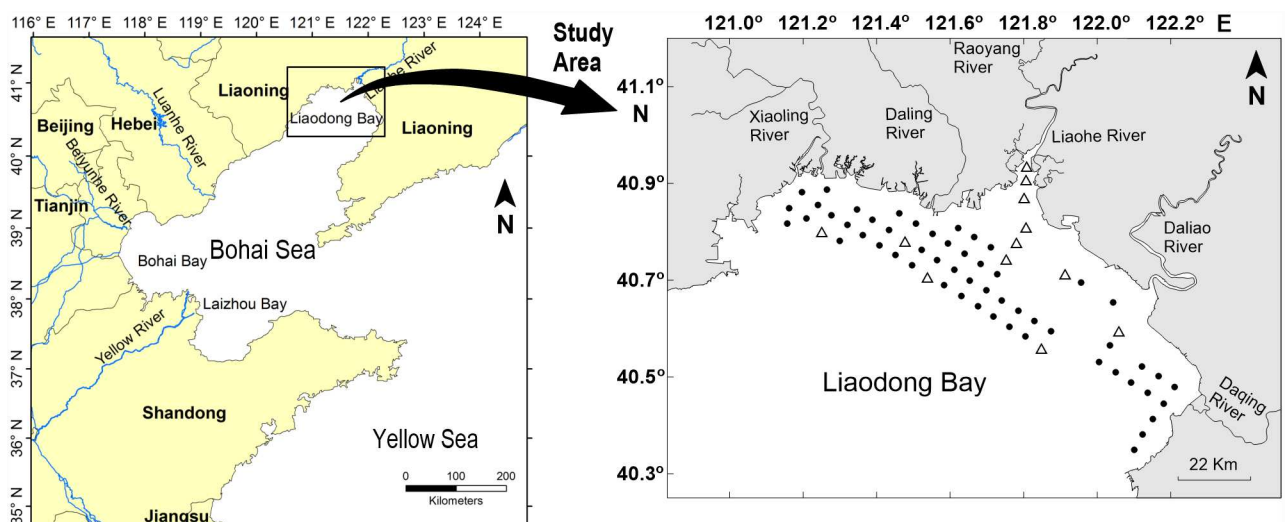 116° E 117° E 118° E 119° E 120° E 121° E 122° E 123° E 124° E
41° N
40° N
39° N
38° N
37° N
36° N
35° N
Liaoning
Liaohe River
Luanhe River
Beijing
Hebei
Liaodong Bay
Liaoning
Beiyunhe River
Tianjin
N
Bohai Sea
Bohai Bay
Laizhou Bay
Yellow River
Shandong
Yellow Sea
0 100 200
Kilometers
Jiangsu
Study
Area
121.0° 121.2° 121.4° 121.6° 121.8° 122.0° 122.2° E
41.1°
N
40.9°
40.7°
40.5°
40.3°
Raoyang
River
N
Xiaoling
River
Daling
River
Liaohe River
Daliao
River
Liaodong Bay
Daqing
River
22 Km